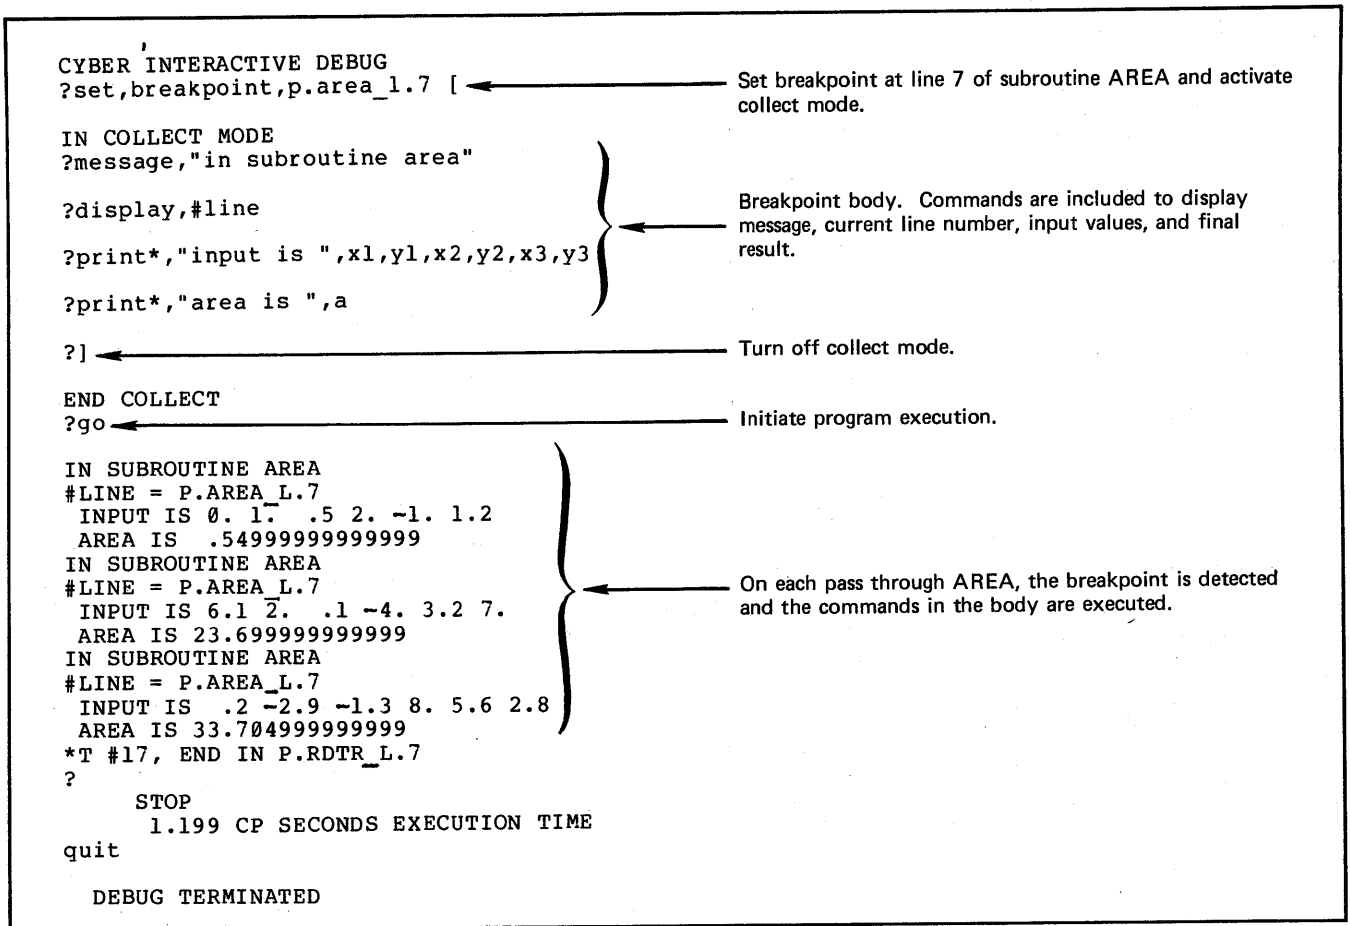 CYBER INTERACTIVE DEBUG
?set,breakpoint,p.area_l.7 [
Set breakpoint at line 7 of subroutine AREA and activate
collect mode.
IN COLLECT MODE
?message,"in subroutine area"
?display,#line
?print*,"input is ",x1,y1,x2,y2,x3,y3
?print*,"area is ",a
Breakpoint body. Commands are included to display
message, current line number, input values, and final
result.
?]
Turn off collect mode.
END COLLECT
?go
Initiate program execution.
IN SUBROUTINE AREA
#LINE = P.AREA_L.7
INPUT IS 0. 1. .5 2. -1. 1.2
AREA IS .54999999999999
IN SUBROUTINE AREA
#LINE = P.AREA_L.7
INPUT IS 6.1 2. .1 -4. 3.2 7.
AREA IS 23.699999999999
IN SUBROUTINE AREA
#LINE = P.AREA_L.7
INPUT IS .2 -2.9 -1.3 8. 5.6 2.8
AREA IS 33.704999999999
On each pass through AREA, the breakpoint is detected
and the commands in the body are executed.
*T #17, END IN P.RDTR_L.7
?
STOP
1.199 CP SECONDS EXECUTION TIME
quit
DEBUG TERMINATED